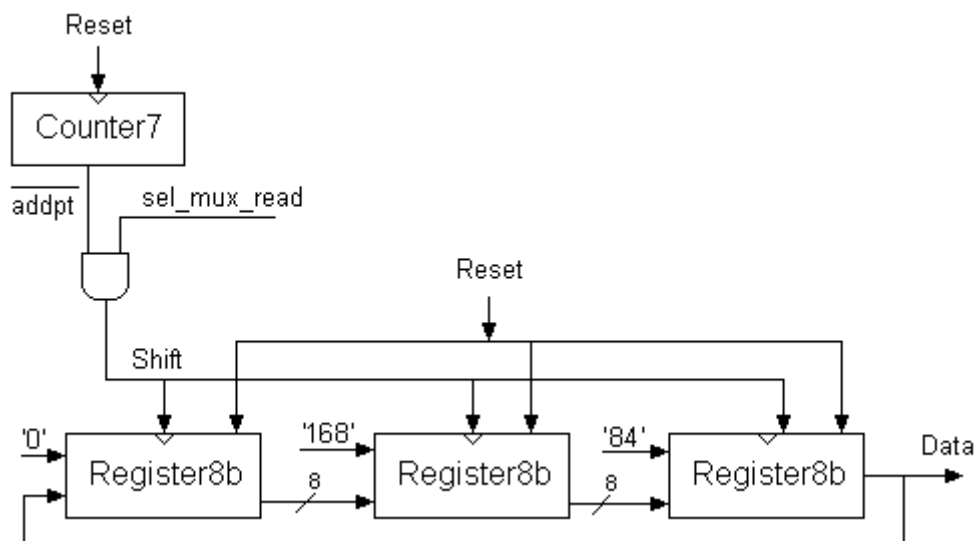 Reset
Counter7
addpt
sel_mux_read
Reset
Shift
'0'
'168'
'84'
Data
Register8b
8
Register8b
8
Register8b